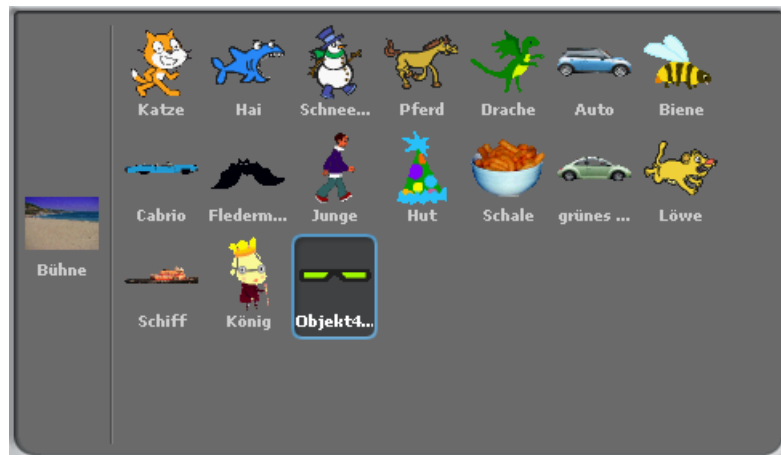 Katze Hai Schnee... Pferd Drache Auto Biene
Cabrio Flederm... Junge Hut Schale grünes ... Löwe
Bühne
Schiff König Objekt4...